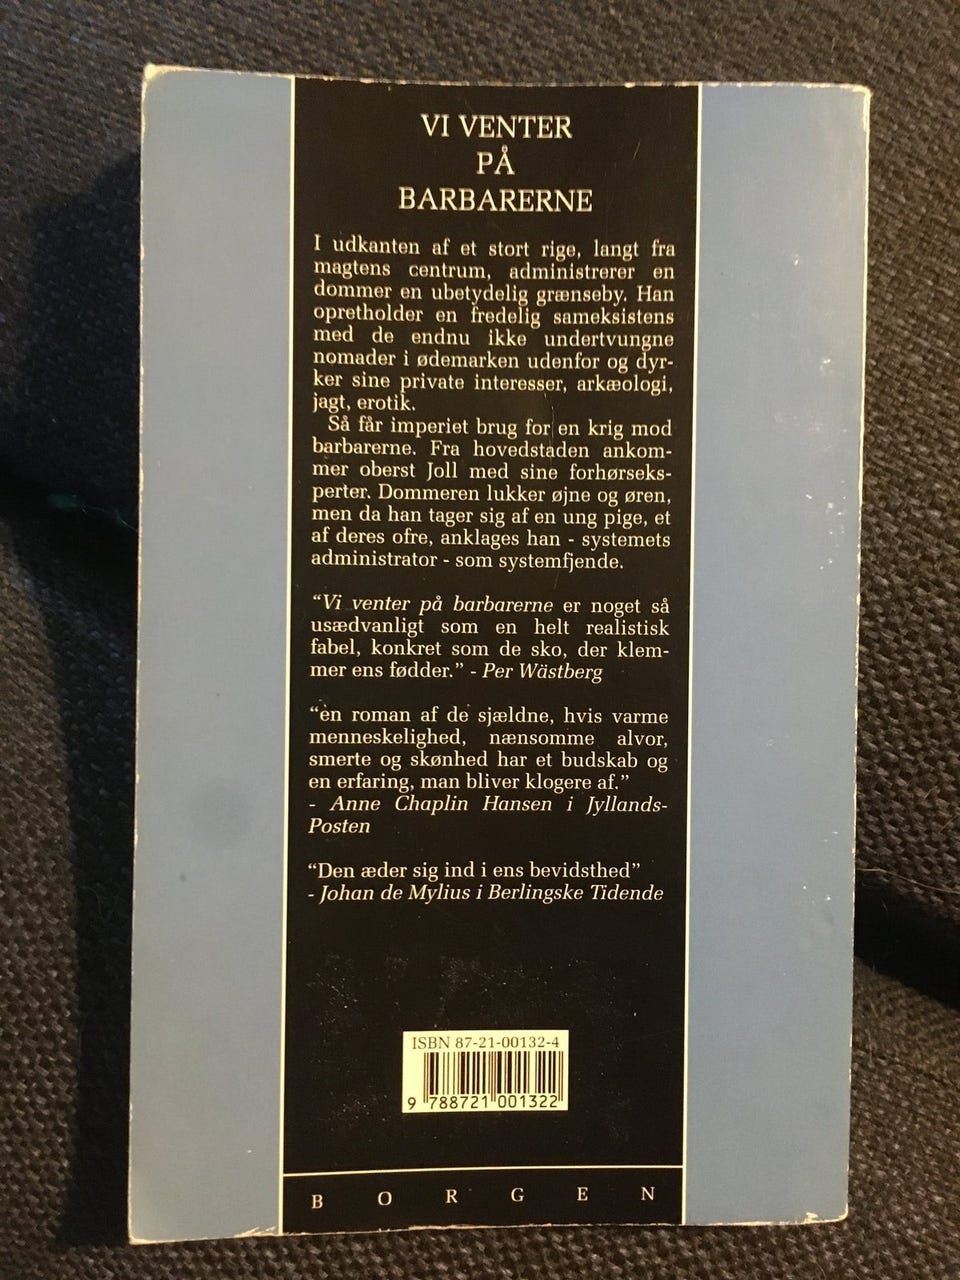 VI VENTER
PÅ
BARBARERNE
I udkanten af et stort rige, langt fra
magtens centrum, administrerer en
dommer en ubetydelig grænseby. Han
opretholder en fredelig sameksistens
med de endnu ikke undertvungne
nomader i ødemarken udenfor og dyr-
ker sine private interesser, arkæologi,
jagt, erotik.
Så får imperiet brug for en krig mod
barbarerne. Fra hovedstaden ankom-
mer oberst Joll med sine forhørseks-
perter. Dommeren lukker øjne og øren,
men da han tager sig af en ung pige, et
af deres ofre, anklages han - systemets
administrator - som systemfjende.
“Vi venter på barbarerne er noget så
usædvanligt som en helt realistisk
fabel, konkret som de sko, der klem-
mer ens fødder.” - Per Wästberg
“en roman af de sjældne, hvis varme
menneskelighed, nænsomme alvor,
smerte og skønhed har et budskab og
en erfaring, man bliver klogere af.”
- Anne Chaplin Hansen i Jyllands-
Posten
“Den æder sig ind i ens bevidsthed”
- Johan de Mylius i Berlingske Tidende
ISBN 87-21-00132-4
9 788721 001322
BORGEN